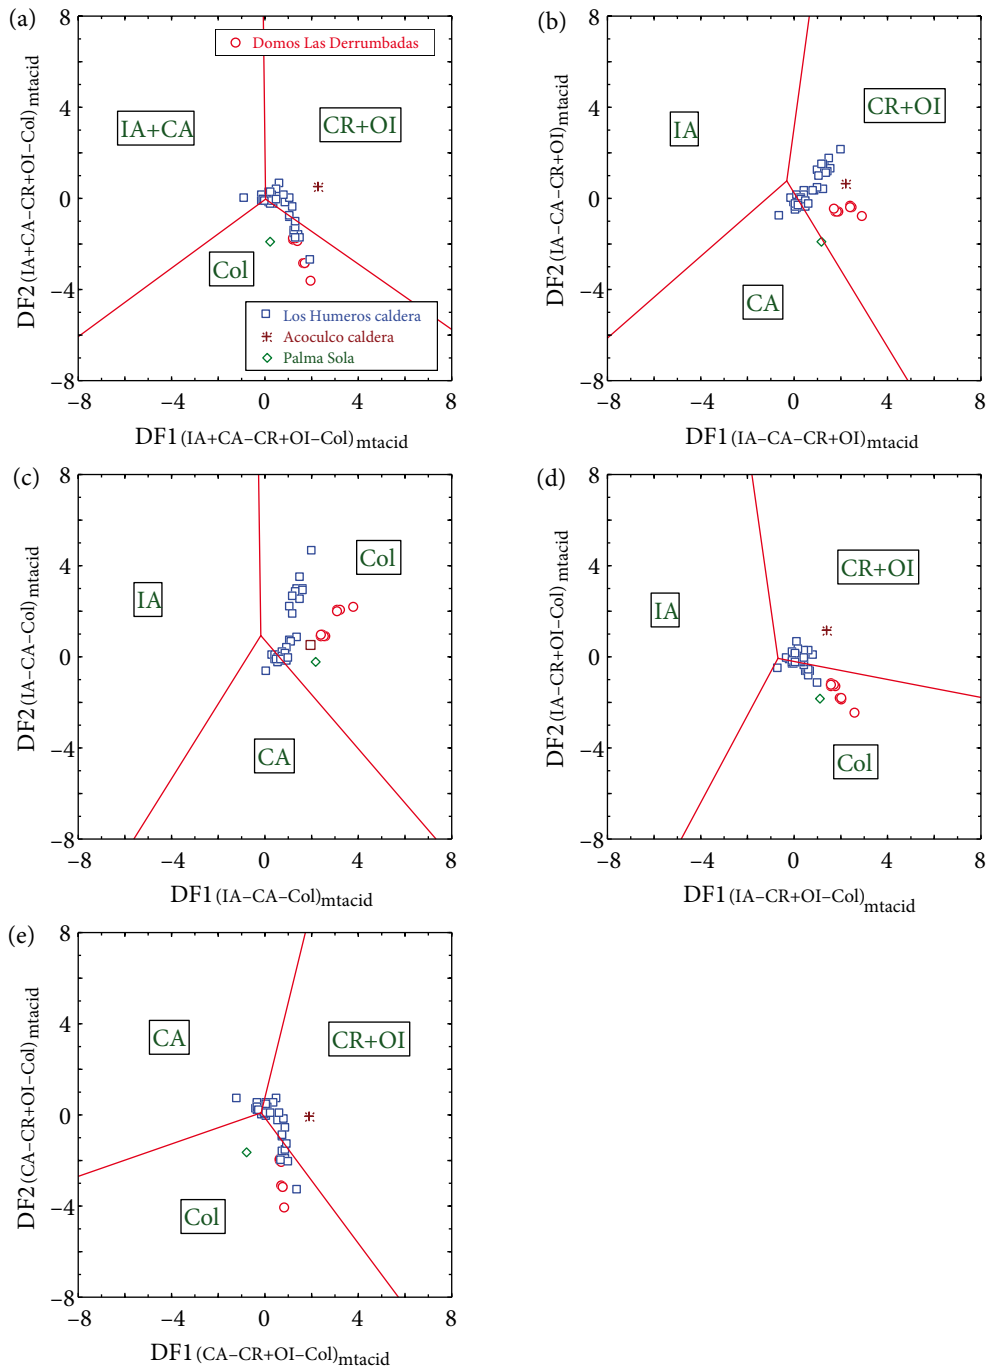 (a)
8
4
0
−4
−8
DF2(IA+CA−CR+OI−Col)mtacid
Domos Las Derrumbadas
IA+CA
CR+OI
Col
Los Humeros caldera
Acoculco caldera
Palma Sola
−8 −4 0 4 8
DF1(IA+CA−CR+OI−Col)mtacid
(b)
8
4
0
−4
−8
DF2(IA−CA−CR+OI)mtacid
IA
CR+OI
CA
−8 −4 0 4 8
DF1(IA−CA−CR+OI)mtacid
(c)
8
4
0
−4
−8
DF2(IA−CA−Col)mtacid
IA
Col
CA
−8 −4 0 4 8
DF1(IA−CA−Col)mtacid
(d)
8
4
0
−4
−8
DF2(IA−CR+OI−Col)mtacid
IA
CR+OI
Col
−8 −4 0 4 8
DF1(IA−CR+OI−Col)mtacid
(e)
8
4
0
−4
−8
DF2(CA−CR+OI−Col)mtacid
CA
CR+OI
Col
−8 −4 0 4 8
DF1(CA−CR+OI−Col)mtacid